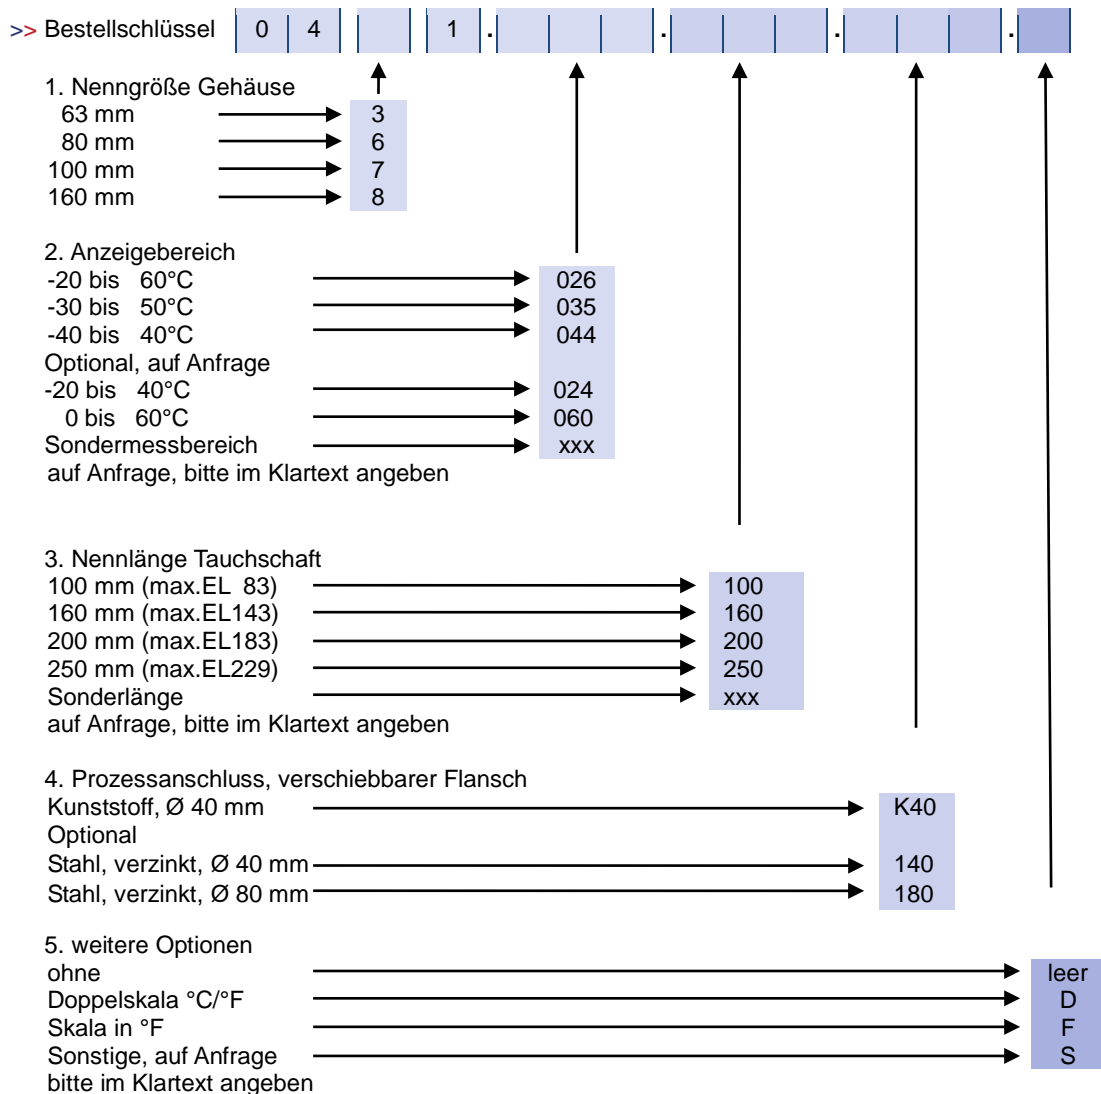 >> Bestellschlüssel 0 4 1 . . . .
1. Nenngröße Gehäuse
63 mm 3
80 mm 6
100 mm 7
160 mm 8
2. Anzeigebereich
-20 bis 60°C 026
-30 bis 50°C 035
-40 bis 40°C 044
Optional, auf Anfrage
-20 bis 40°C 024
0 bis 60°C 060
Sondermessbereich xxx
auf Anfrage, bitte im Klartext angeben
3. Nennlänge Tauchschaft
100 mm (max.EL 83) 100
160 mm (max.EL143) 160
200 mm (max.EL183) 200
250 mm (max.EL229) 250
Sonderlänge xxx
auf Anfrage, bitte im Klartext angeben
4. Prozessanschluss, verschiebbarer Flansch
Kunststoff, Ø 40 mm K40
Optional
Stahl, verzinkt, Ø 40 mm 140
Stahl, verzinkt, Ø 80 mm 180
5. weitere Optionen
ohne leer
Doppelskala °C/°F D
Skala in °F F
Sonstige, auf Anfrage S
bitte im Klartext angeben